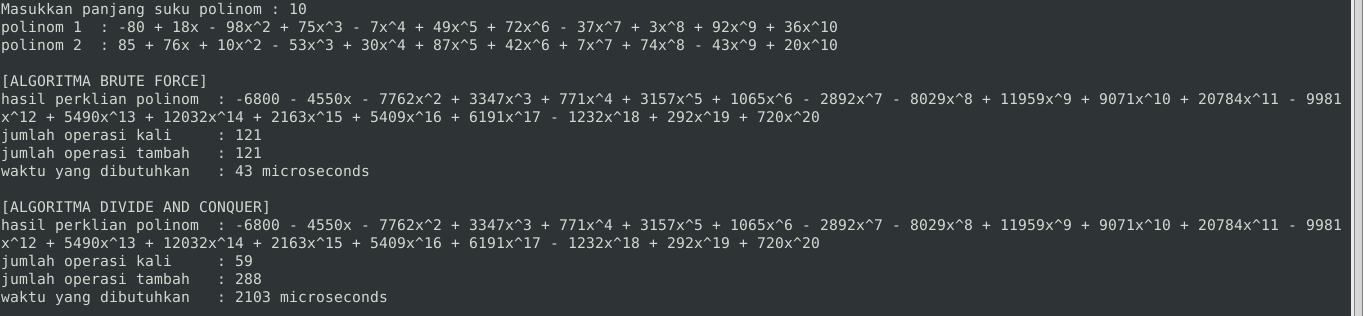 Masukkan panjang suku polinom : 10
polinom 1  : -80 + 18x - 98x^2 + 75x^3 - 7x^4 + 49x^5 + 72x^6 - 37x^7 + 3x^8 + 92x^9 + 36x^10
polinom 2  : 85 + 76x + 10x^2 - 53x^3 + 30x^4 + 87x^5 + 42x^6 + 7x^7 + 74x^8 - 43x^9 + 20x^10
[ALGORITMA BRUTE FORCE]
hasil perklian polinom  : -6800 - 4550x - 7762x^2 + 3347x^3 + 771x^4 + 3157x^5 + 1065x^6 - 2892x^7 - 8029x^8 + 11959x^9 + 9071x^10 + 20784x^11 - 9981
x^12 + 5490x^13 + 12032x^14 + 2163x^15 + 5409x^16 + 6191x^17 - 1232x^18 + 292x^19 + 720x^20
jumlah operasi kali     : 121
jumlah operasi tambah   : 121
waktu yang dibutuhkan   : 43 microseconds
[ALGORITMA DIVIDE AND CONQUER]
hasil perklian polinom  : -6800 - 4550x - 7762x^2 + 3347x^3 + 771x^4 + 3157x^5 + 1065x^6 - 2892x^7 - 8029x^8 + 11959x^9 + 9071x^10 + 20784x^11 - 9981
x^12 + 5490x^13 + 12032x^14 + 2163x^15 + 5409x^16 + 6191x^17 - 1232x^18 + 292x^19 + 720x^20
jumlah operasi kali     : 59
jumlah operasi tambah   : 288
waktu yang dibutuhkan   : 2103 microseconds